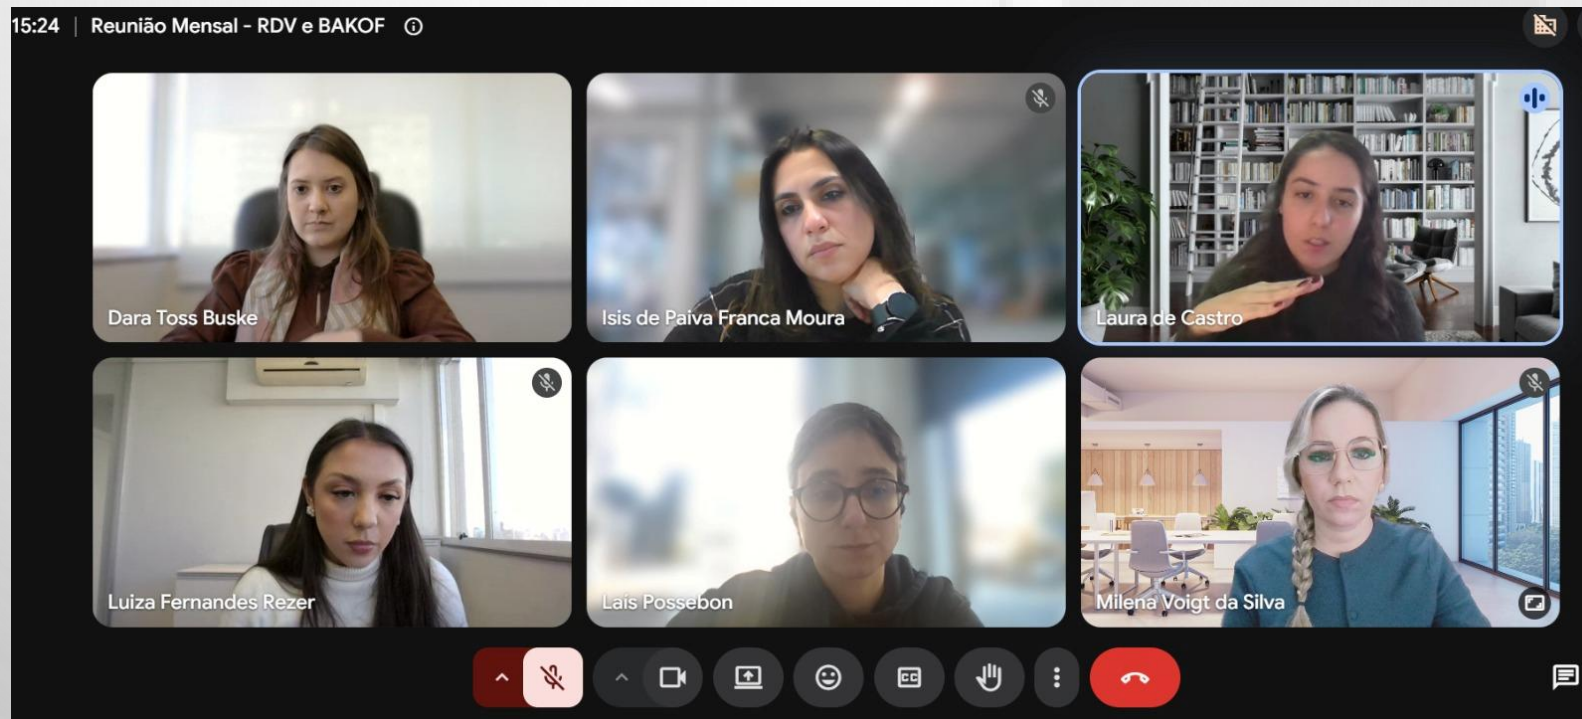 15:24 | Reunião Mensal - RDV e BAKOF
Dara Toss Buske
Isis de Paiva Franca Moura
Laura de Castro
Luiza Fernandes Rezer
Laís Possebon
Milena Voigt da Silva
CC